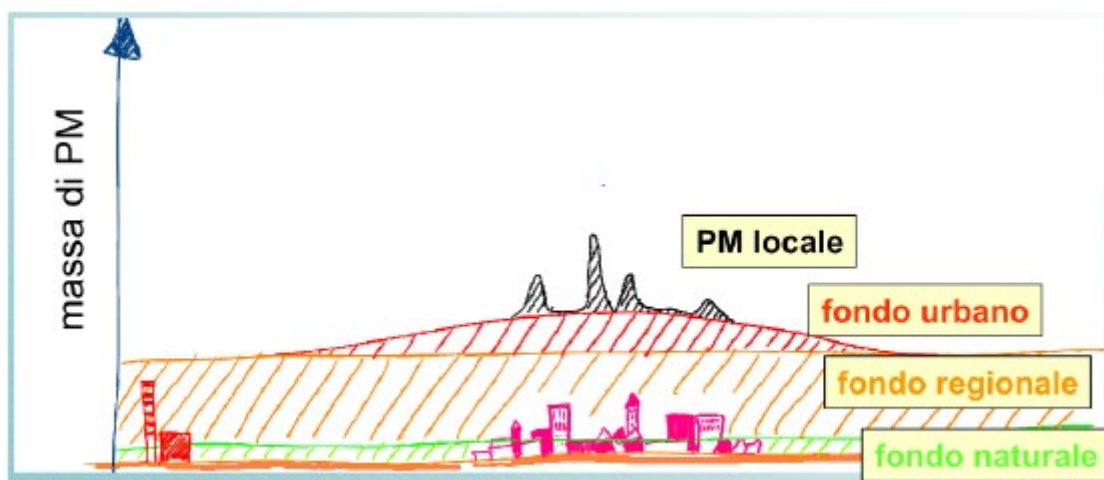 massa di PM
PM locale
fondo urbano
fondo regionale
fondo naturale